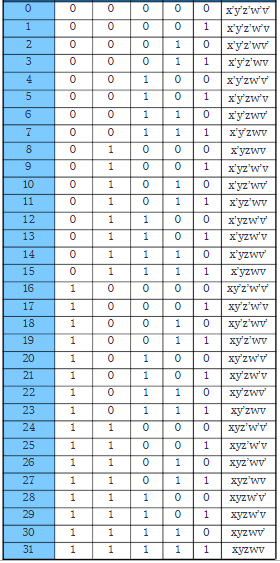 0 0 0 0 0 0 x'y'z'w'v'
1 0 0 0 0 1 x'y'z'w'v
2 0 0 0 1 0 x'y'z'wv'
3 0 0 0 1 1 x'y'z'wv
4 0 0 1 0 0 x'y'zw'v'
5 0 0 1 0 1 x'y'zw'v
6 0 0 1 1 0 x'y'zwv'
7 0 0 1 1 1 x'y'zwv
8 0 1 0 0 0 x'yzwv
9 0 1 0 0 1 x'yz'w'v
10 0 1 0 1 0 x'yz'wv'
11 0 1 0 1 1 x'yz'wv
12 0 1 1 0 0 x'yzw'v'
13 0 1 1 0 1 x'yzw'v
14 0 1 1 1 0 x'yzwv'
15 0 1 1 1 1 x'yzwv
16 1 0 0 0 0 xy'z'w'v'
17 1 0 0 0 1 xy'z'w'v
18 1 0 0 1 0 xy'z'wv'
19 1 0 0 1 1 xy'z'wv
20 1 0 1 0 0 xy'zw'v'
21 1 0 1 0 1 xy'zw'v
22 1 0 1 1 0 xy'zwv'
23 1 0 1 1 1 xy'zwv
24 1 1 0 0 0 xyz'w'v'
25 1 1 0 0 1 xyz'w'v
26 1 1 0 1 0 xyz'wv'
27 1 1 0 1 1 xyz'wv
28 1 1 1 0 0 xyzw'v'
29 1 1 1 0 1 xyzw'v
30 1 1 1 1 0 xyzwv'
31 1 1 1 1 1 xyzwv